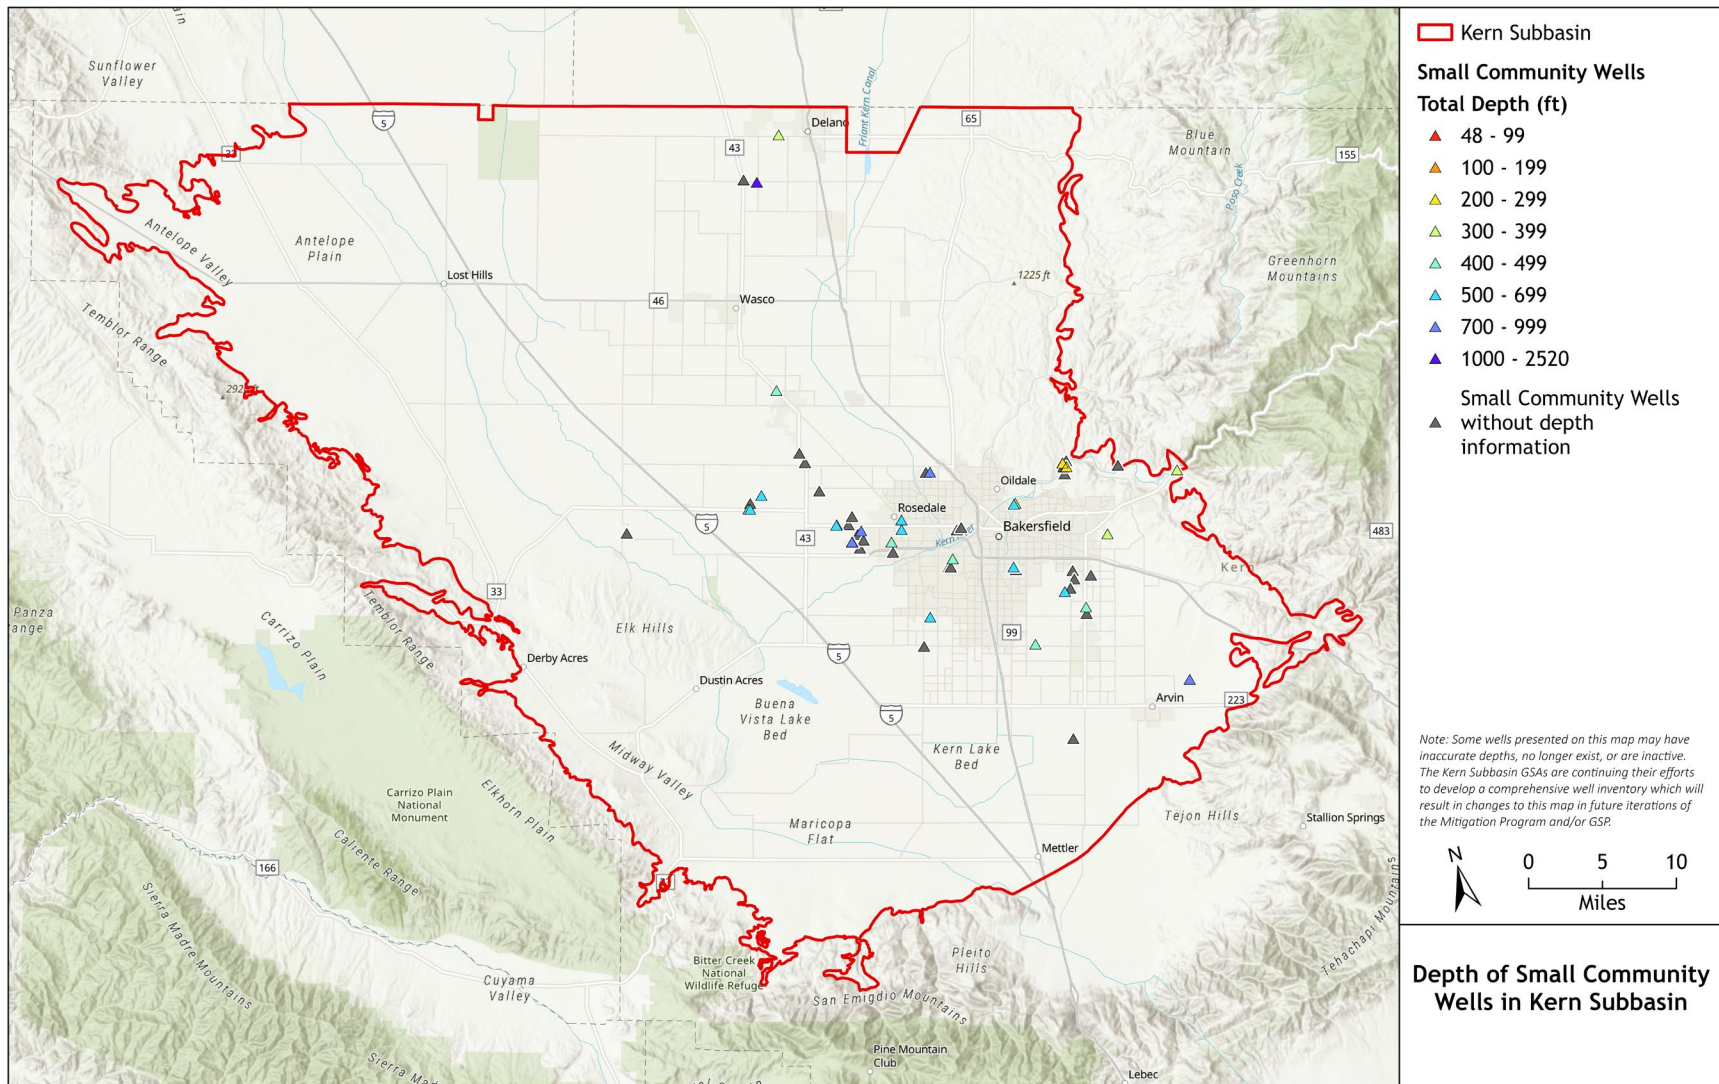 Sunflower
Valley
5
Delano
Friant Kern Canal
65
43
Blue
Mountain
155
Poso Creek
33
Antelope Valley
Antelope
Plain
Lost Hills
Greenhorn
Mountains
1225 ft
46
Wasco
Temblor Range
Oildale
Rosedale
5
43
Kern River
Bakersfield
483
Kern
33
Panza
Temblor Range
Carrizo Plain
Elk Hills
99
5
Derby Acres
Dustin Acres
Buena
Vista Lake
Bed
Arvin
223
5
Kern Lake
Bed
Midway Valley
Carrizo Plain
National
Monument
Elkhorn Plain
Caliente Range
Maricopa
Flat
Tejon Hills
Stallion Springs
Mettler
166
Sierra Madre Mountains
Tehachapi Mountains
Bitter Creek
National
Wildlife Refuge
Pleito
Hills
Cuyama
Valley
San Emigdio Mountains
Pine Mountain
Club
Sierra Mad
Lebec
Kern Subbasin
Small Community Wells
Total Depth (ft)
48 - 99
100 - 199
200 - 299
300 - 399
400 - 499
500 - 699
700 - 999
1000 - 2520
Small Community Wells
without depth
information
Note: Some wells presented on this map may have
inaccurate depths, no longer exist, or are inactive.
The Kern Subbasin GSAs are continuing their efforts
to develop a comprehensive well inventory which will
result in changes to this map in future iterations of
the Mitigation Program and/or GSP.
N
0 5 10
Miles
Depth of Small Community
Wells in Kern Subbasin